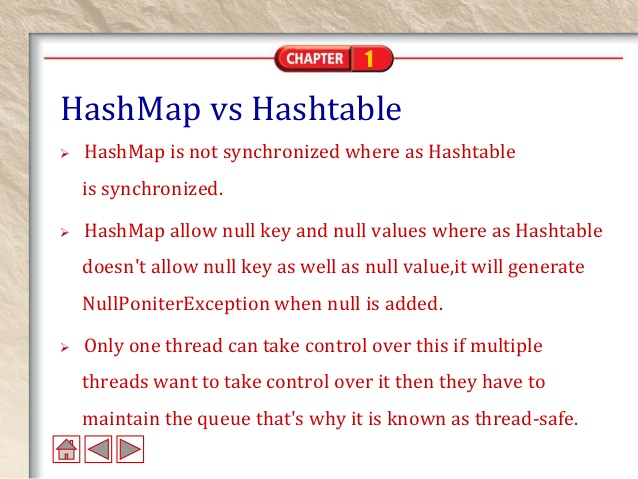 CHAPTER 1
HashMap vs Hashtable
➢ HashMap is not synchronized where as Hashtable
is synchronized.
➢ HashMap allow null key and null values where as Hashtable
doesn't allow null key as well as null value,it will generate
NullPoniterException when null is added.
➢ Only one thread can take control over this if multiple
threads want to take control over it then they have to
maintain the queue that's why it is known as thread-safe.